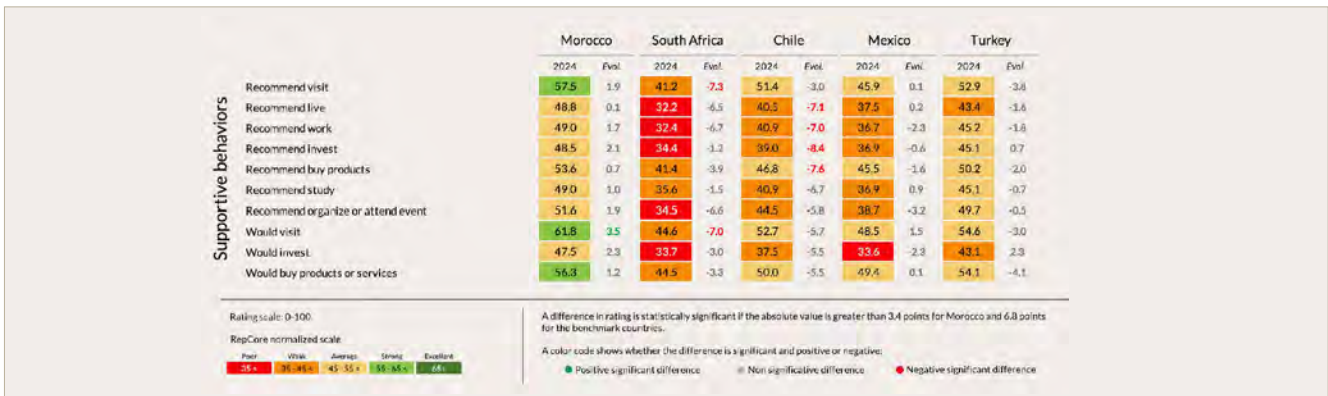 Morocco South Africa Chile Mexico Turkey
2024 Evol. 2024 Evol. 2024 Evol. 2024 Evol. 2024 Evol.
Supportive behaviors
Recommend visit 57.5 1.9 41.2 -7.3 51.4 -3.0 45.9 0.1 52.9 -3.8
Recommend live 48.8 0.1 32.2 -6.5 40.5 -7.1 37.5 0.2 43.4 -1.6
Recommend work 49.0 1.7 32.4 -6.7 40.9 -7.0 36.7 -2.3 45.2 -1.8
Recommend invest 48.5 2.1 34.4 -1.2 39.0 -8.4 36.9 -0.6 45.1 0.7
Recommend buy products 53.6 0.7 41.4 -3.9 46.8 -7.6 45.5 -1.6 50.2 -2.0
Recommend study 49.0 1.0 35.6 -1.5 40.9 -6.7 36.9 0.9 45.1 -0.7
Recommend organize or attend event 51.6 1.9 34.5 -6.6 44.5 -5.8 38.7 -3.2 49.7 -0.5
Would visit 61.8 3.5 44.6 -7.0 52.7 -5.7 48.5 1.5 54.6 -3.0
Would invest 47.5 2.3 33.7 -3.0 37.5 -5.5 33.6 -2.3 43.1 2.3
Would buy products or services 56.3 1.2 44.5 -3.3 50.0 -5.5 49.4 0.1 54.1 -4.1
Rating scale: 0-100
RepCore normalized scale
Poor Weak Average Strong Excellent
35 < 35 - 45 < 45 - 55 < 55 - 65 < 65 <
A difference in rating is statistically significant if the absolute value is greater than 3.4 points for Morocco and 6.8 points
for the benchmark countries.
A color code shows whether the difference is significant and positive or negative:
Positive significant difference Non significative difference Negative significant difference